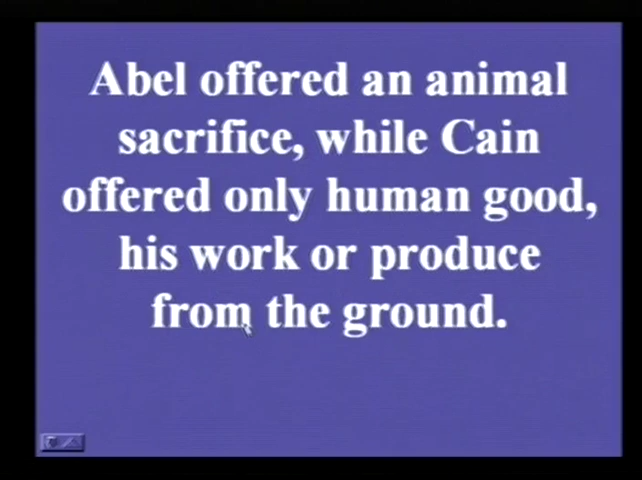 Abel offered an animal
sacrifice, while Cain
offered only human good,
his work or produce
from the ground.